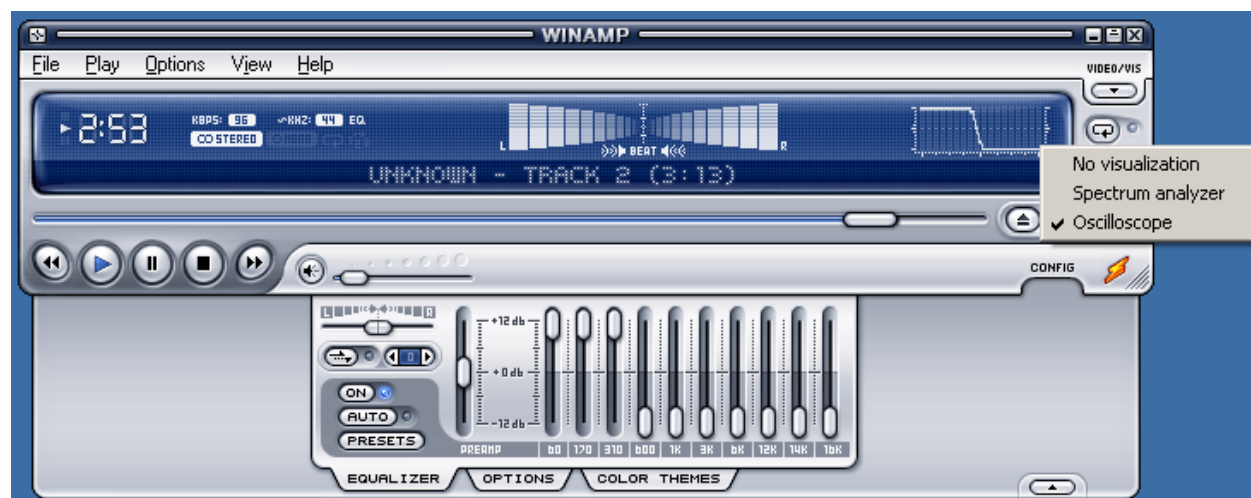 WINAMP
File Play Options View Help
VIDEO/VIS
2:53
KBPS: 96 KHZ: 44 EQ
STEREO MONO
L R
BEAT
UNKNOWN - TRACK 2 (3:13)
No visualization
Spectrum analyzer
Oscilloscope
CONFIG
L R
+12 db
0
+0 db
ON
AUTO
-12 db
PRESETS
PREAMP 60 170 310 600 1K 3K 6K 12K 14K 16K
EQUALIZER OPTIONS COLOR THEMES